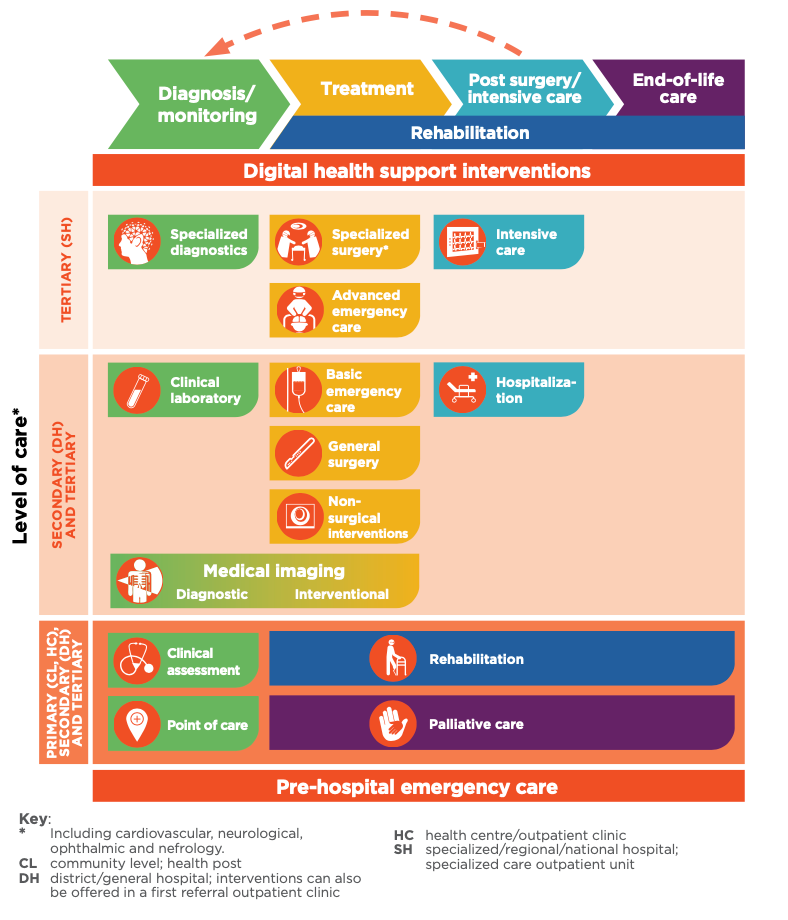 Diagnosis/
monitoring
Treatment
Post surgery/
intensive care
End-of-life
care
Rehabilitation
Digital health support interventions
Level of care*
TERTIARY (SH)
Specialized
diagnostics
Specialized
surgery*
Intensive
care
Advanced
emergency
care
SECONDARY (DH)
AND TERTIARY
Clinical
laboratory
Basic
emergency
care
Hospitaliza-
tion
General
surgery
Non-
surgical
interventions
Medical imaging
Diagnostic Interventional
PRIMARY (CL, HC),
SECONDARY (DH)
AND TERTIARY
Clinical
assessment
Rehabilitation
Point of care
Palliative care
Pre-hospital emergency care
Key:
* Including cardiovascular, neurological,
ophthalmic and nefrology.
CL community level; health post
DH district/general hospital; interventions can also
be offered in a first referral outpatient clinic
HC health centre/outpatient clinic
SH specialized/regional/national hospital;
specialized care outpatient unit